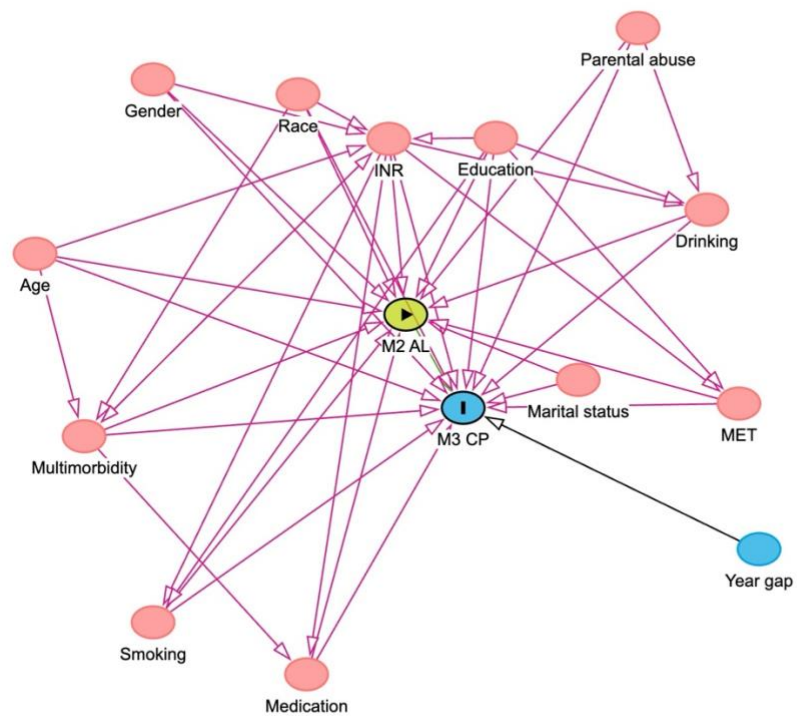 Parental abuse
Gender
Race
INR
Education
Drinking
Age
M2 AL
Marital status
M3 CP
MET
Multimorbidity
Year gap
Smoking
Medication